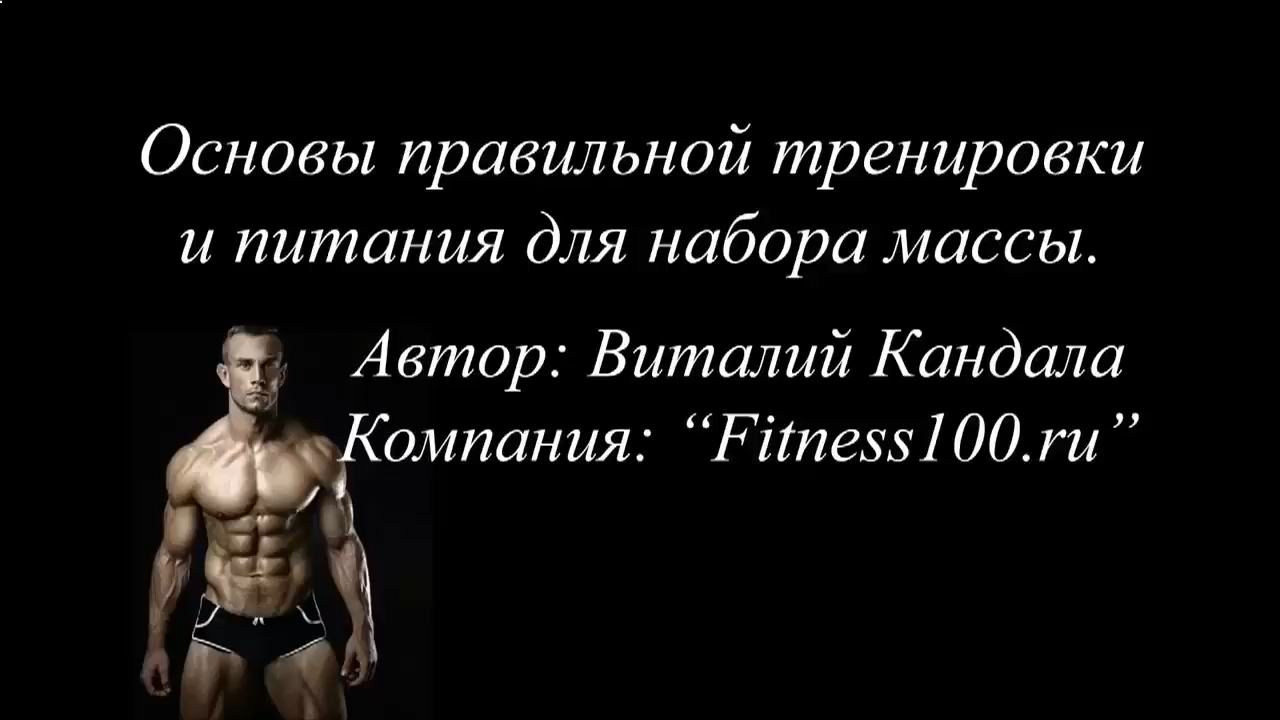 Основы правильной тренировки
и питания для набора массы.
Автор: Виталий Кандала
Компания: “Fitness100.ru”